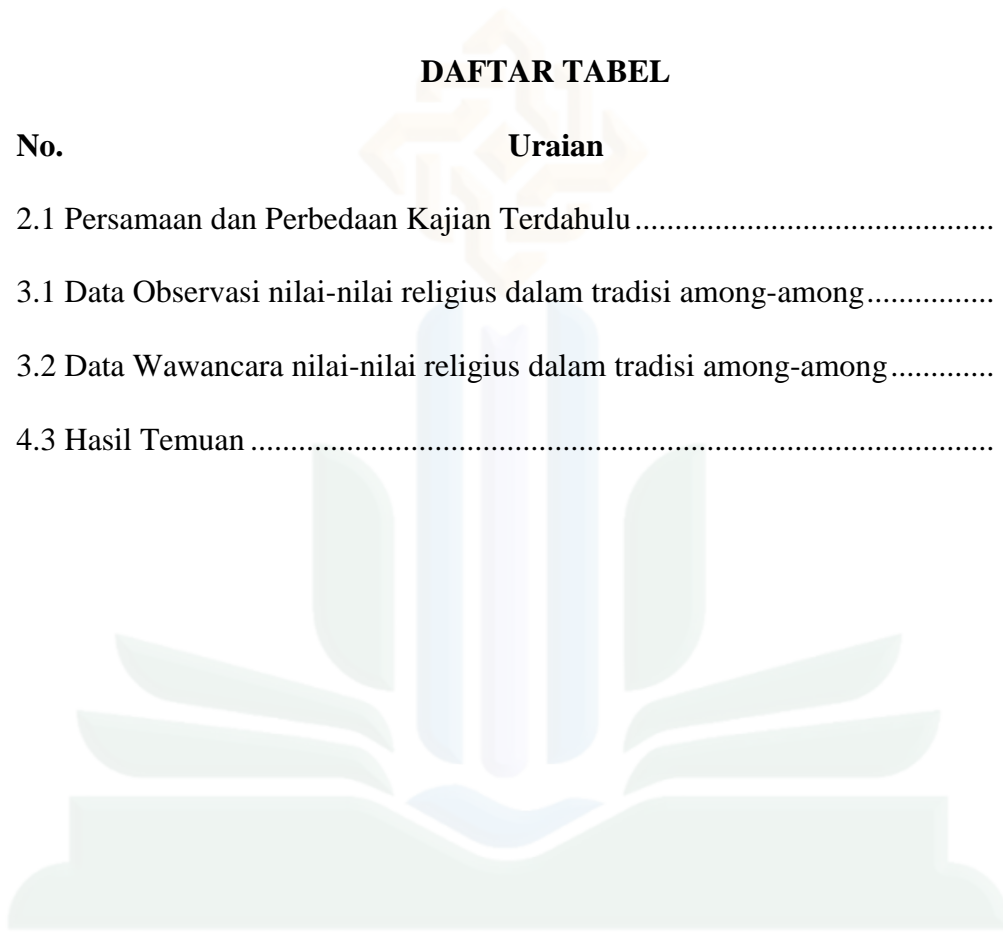 DAFTAR TABEL
No. Uraian
2.1 Persamaan dan Perbedaan Kajian Terdahulu..............................................
3.1 Data Observasi nilai-nilai religius dalam tradisi among-among................
3.2 Data Wawancara nilai-nilai religius dalam tradisi among-among.............
4.3 Hasil Temuan ..............................................................................................